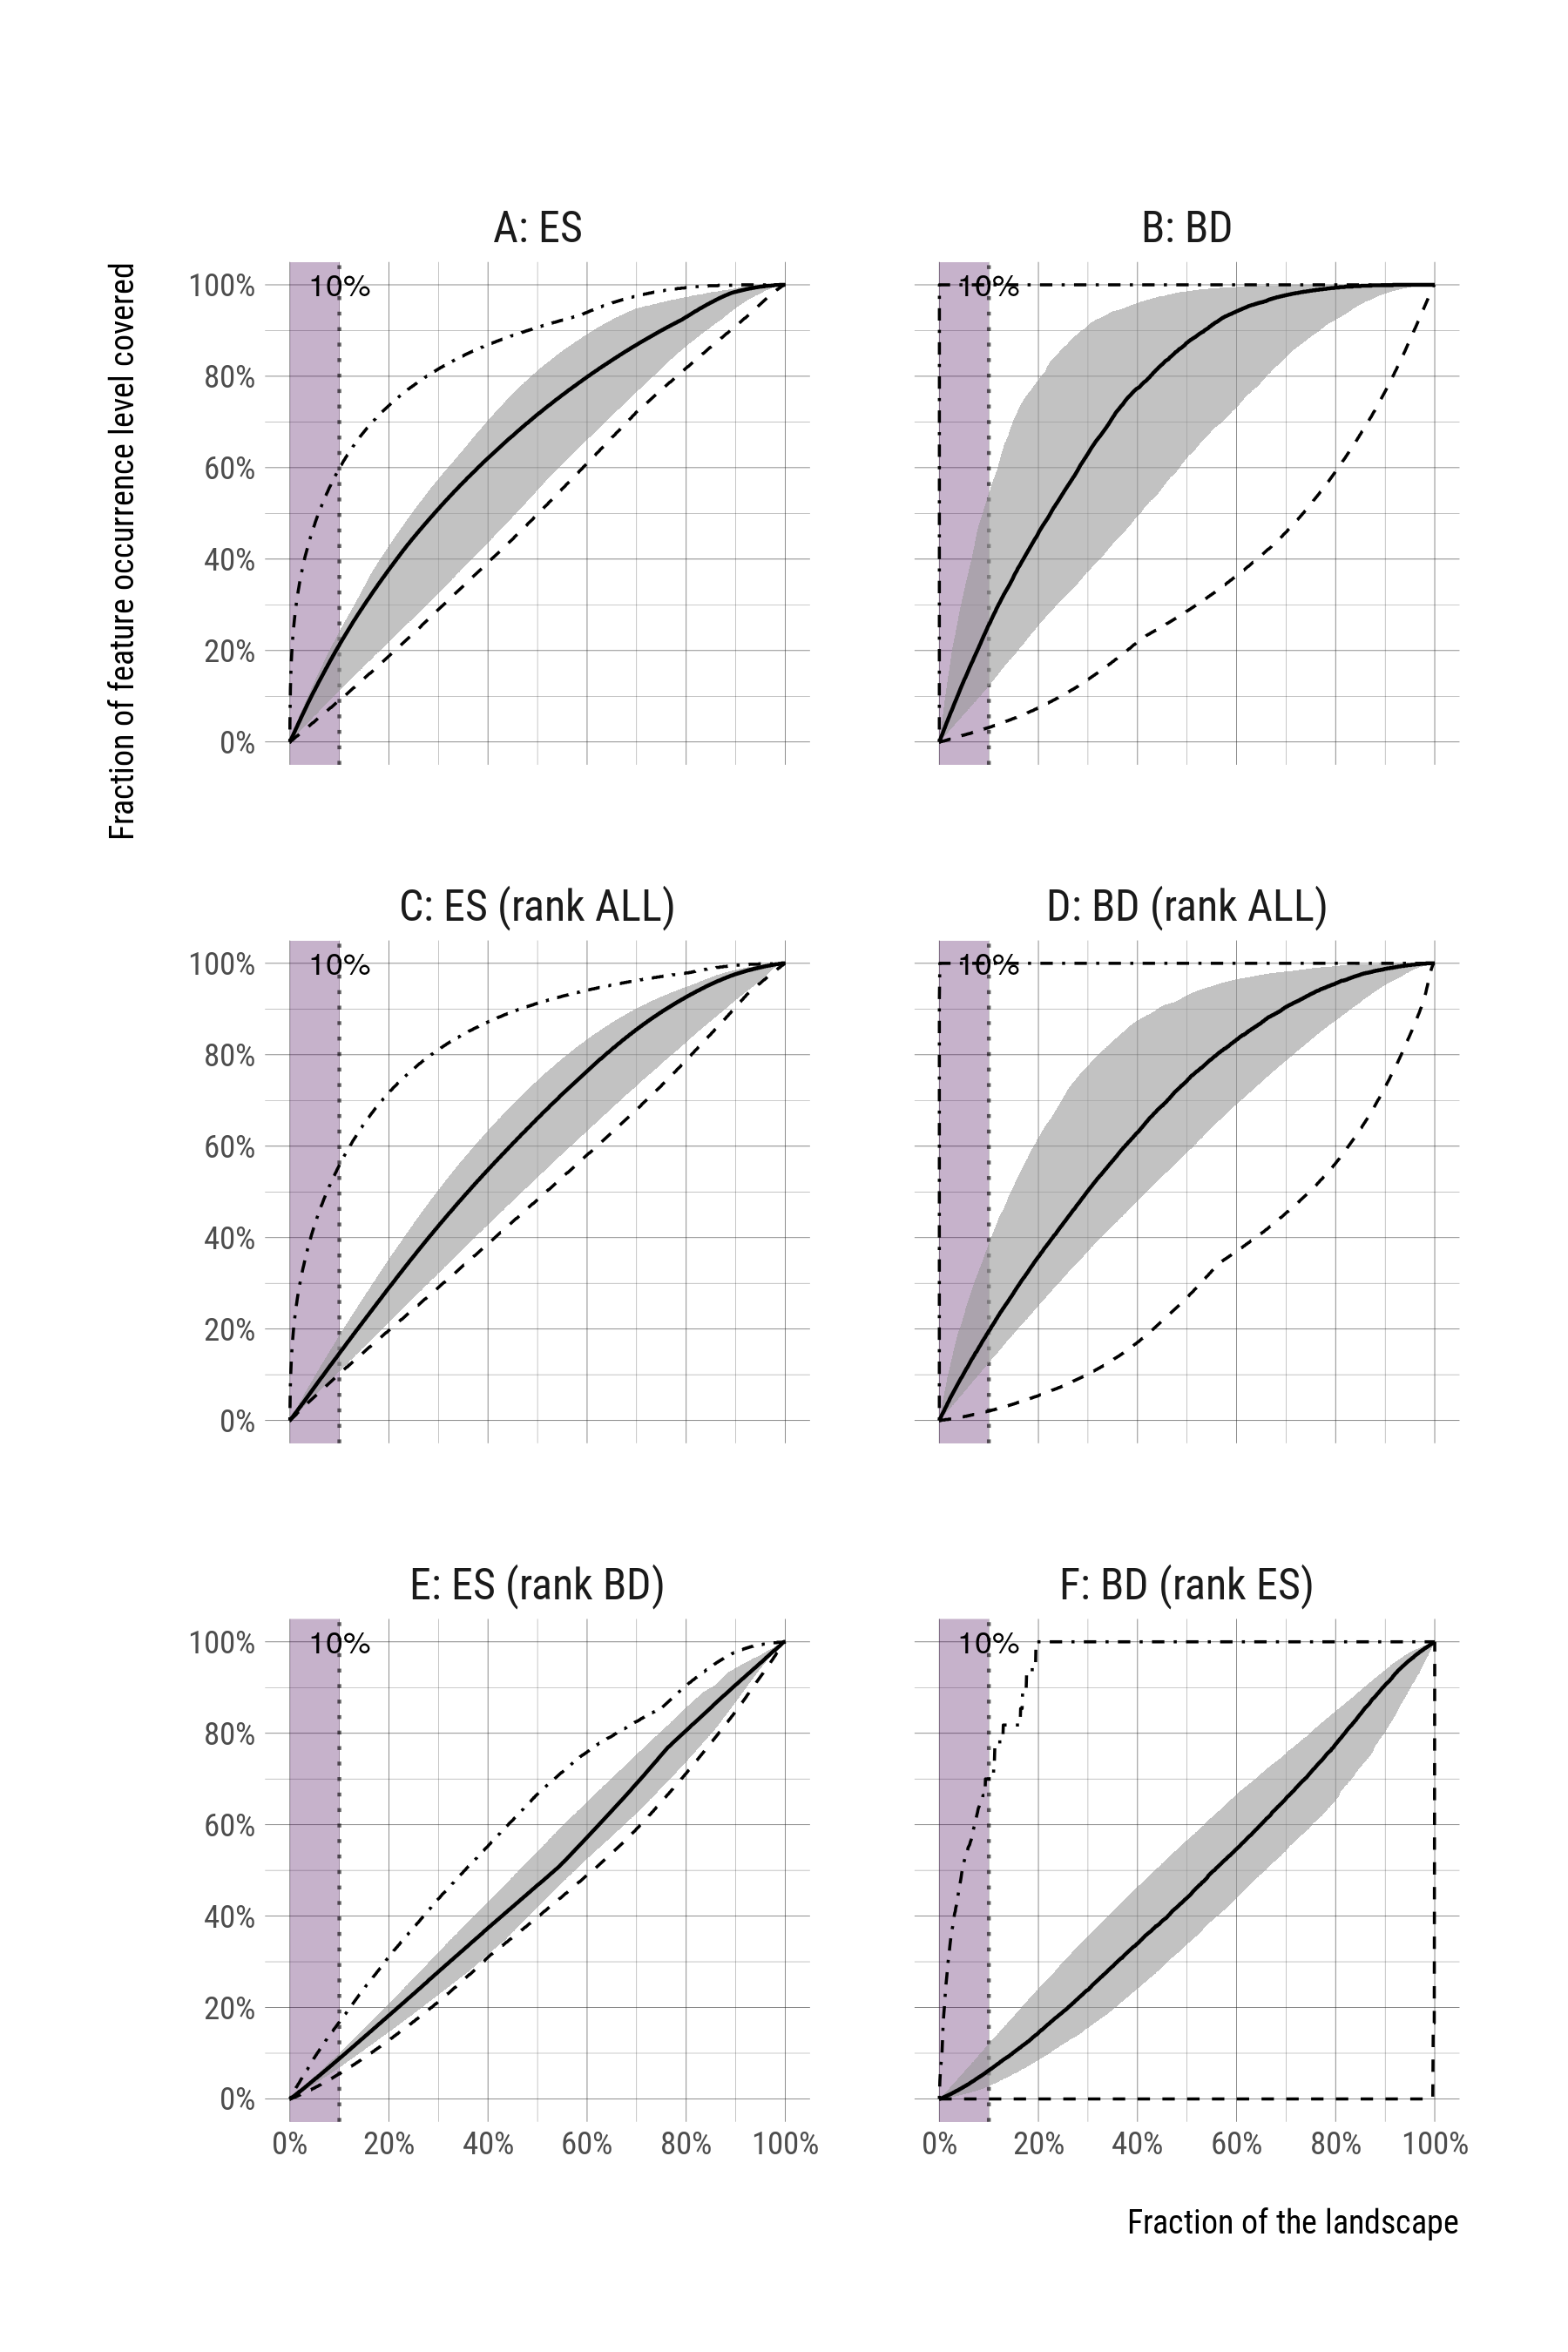 Fraction of feature occurrence level covered
A: ES
100%
80%
60%
40%
20%
0%
10%
B: BD
10%
C: ES (rank ALL)
100%
80%
60%
40%
20%
0%
10%
D: BD (rank ALL)
10%
E: ES (rank BD)
100%
80%
60%
40%
20%
0%
10%
0% 20% 40% 60% 80% 100%
F: BD (rank ES)
10%
0% 20% 40% 60% 80% 100%
Fraction of the landscape